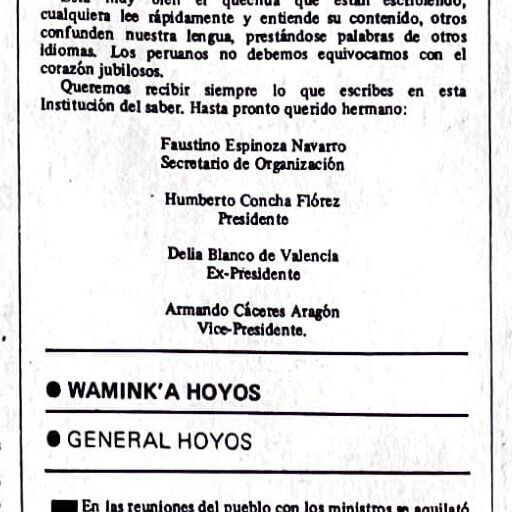 Está muy bien el quechua que están escribiendo,
cualquiera lee rápidamente y entiende su contenido, otros
confunden nuestra lengua, prestándose palabras de otros
idiomas. Los peruanos no debemos equivocarnos con el
corazón jubilosos.
Queremos recibir siempre lo que escribes en esta
Institución del saber. Hasta pronto querido hermano:
Faustino Espinoza Navarro
Secretario de Organización
Humberto Concha Flórez
Presidente
Delia Blanco de Valencia
Ex-Presidente
Armando Cáceres Aragón
Vice-Presidente.
● WAMINK'A HOYOS
● GENERAL HOYOS
En las reuniones del pueblo con los ministros se aquilató